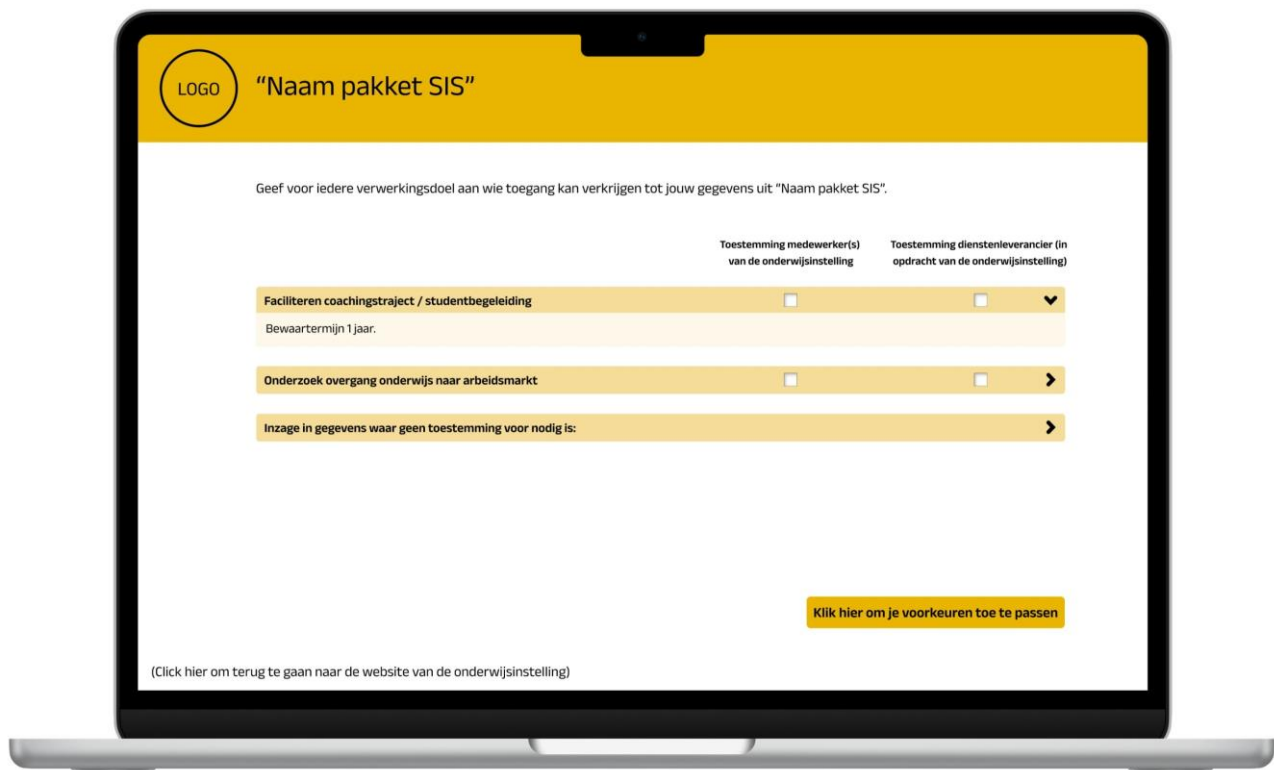 LOGO
“Naam pakket SIS”
Geef voor iedere verwerkingsdoel aan wie toegang kan verkrijgen tot jouw gegevens uit “Naam pakket SIS”.
Toestemming medewerker(s)
van de onderwijsinstelling
Toestemming dienstenleverancier (in
opdracht van de onderwijsinstelling)
Faciliteren coachingstraject / studentbegeleiding
Bewaartermijn 1 jaar.
Onderzoek overgang onderwijs naar arbeidsmarkt
Inzage in gegevens waar geen toestemming voor nodig is:
Klik hier om je voorkeuren toe te passen
(Click hier om terug te gaan naar de website van de onderwijsinstelling)